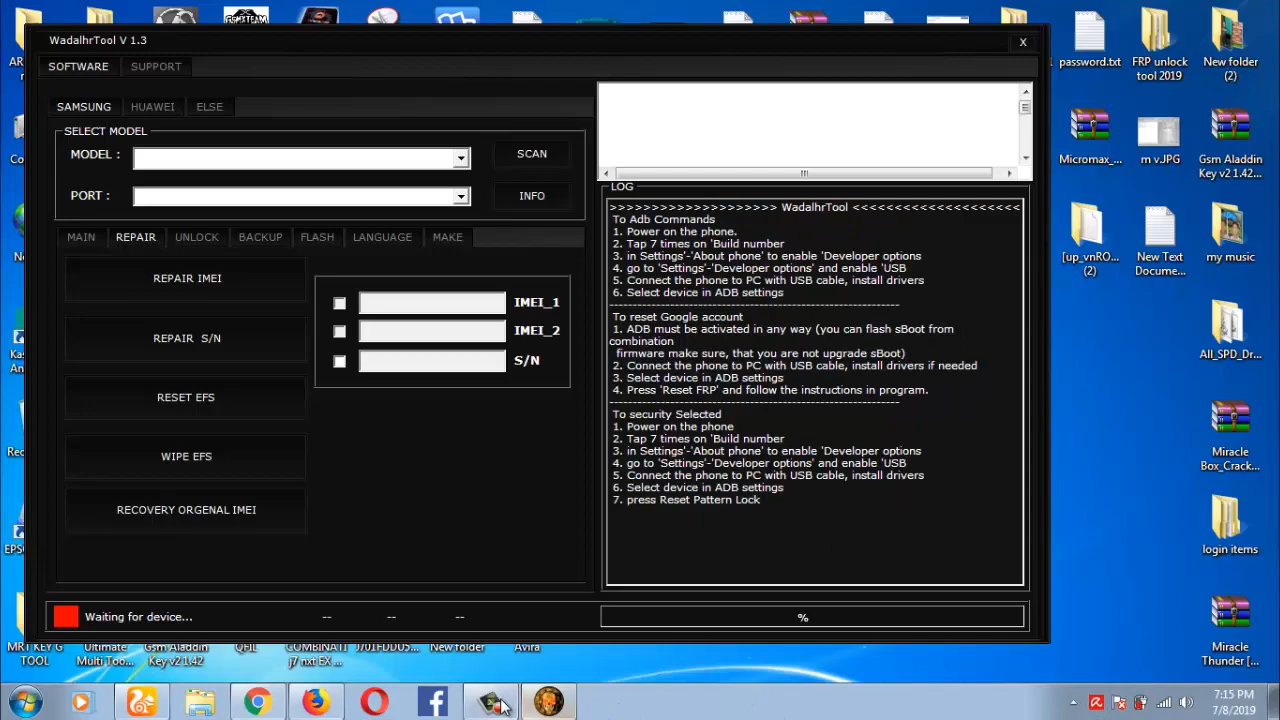 WadalhrTool V 1.3
X
SOFTWARE
SUPPORT
SAMSUNG
HUAWEI
ELSE
SELECT MODEL
MODEL :
SCAN
PORT :
INFO
MAIN
REPAIR
UNLOCK
BACKUP
FLASH
LANGUAGE
MAKE
REPAIR IMEI
REPAIR S/N
RESET EFS
WIPE EFS
RECOVERY ORGENAL IMEI
IMEI_1
IMEI_2
S/N
LOG
>>>>>>>>>>>>>>>>>>>> WadalhrTool <<<<<<<<<<<<<<<<<<<<
To Adb Commands
1. Power on the phone.
2. Tap 7 times on 'Build number
3. in Settings'-'About phone' to enable 'Developer options
4. go to 'Settings'-'Developer options' and enable 'USB
5. Connect the phone to PC with USB cable, install drivers
6. Select device in ADB settings
----------------------------------------------------------
To reset Google account
1. ADB must be activated in any way (you can flash sBoot from
combination
firmware make sure, that you are not upgrade sBoot)
2. Connect the phone to PC with USB cable, install drivers if needed
3. Select device in ADB settings
4. Press 'Reset FRP' and follow the instructions in program.
----------------------------------------------------------
To security Selected
1. Power on the phone
2. Tap 7 times on 'Build number
3. in Settings'-'About phone' to enable 'Developer options
4. go to 'Settings'-'Developer options' and enable 'USB
5. Connect the phone to PC with USB cable, install drivers
6. Select device in ADB settings
7. press Reset Pattern Lock
Waiting for device...
--
--
--
%
password.txt
FRP unlock
tool 2019
New folder
(2)
Micromax_...
m v.JPG
Gsm Aladdin
Key v2 1.42...
[up_vnRO...
(2)
New Text
Docume...
my music
All_SPD_Dr...
Miracle
Box_Crack...
login items
Miracle
Thunder [...
MRT KEY G
TOOL
Ultimate
Multi Too...
Gsm Aladdin
Key v2 1.42
QFIL
COMBINA...
j7 nxt EX...
J701FDDU5...
New folder
Avira
7:15 PM
7/8/2019